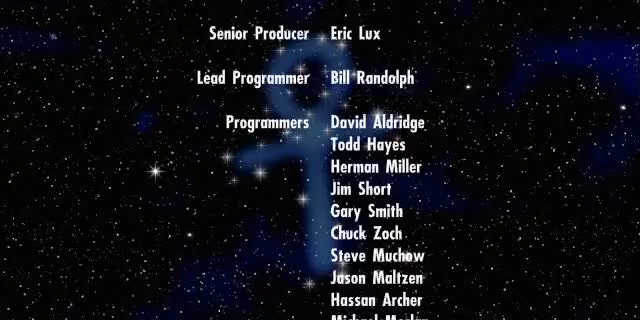 Senior Producer Eric Lux
Lead Programmer Bill Randolph
Programmers David Aldridge
Todd Hayes
Herman Miller
Jim Short
Gary Smith
Chuck Zoch
Steve Muchow
Jason Maltzen
Hassan Archer